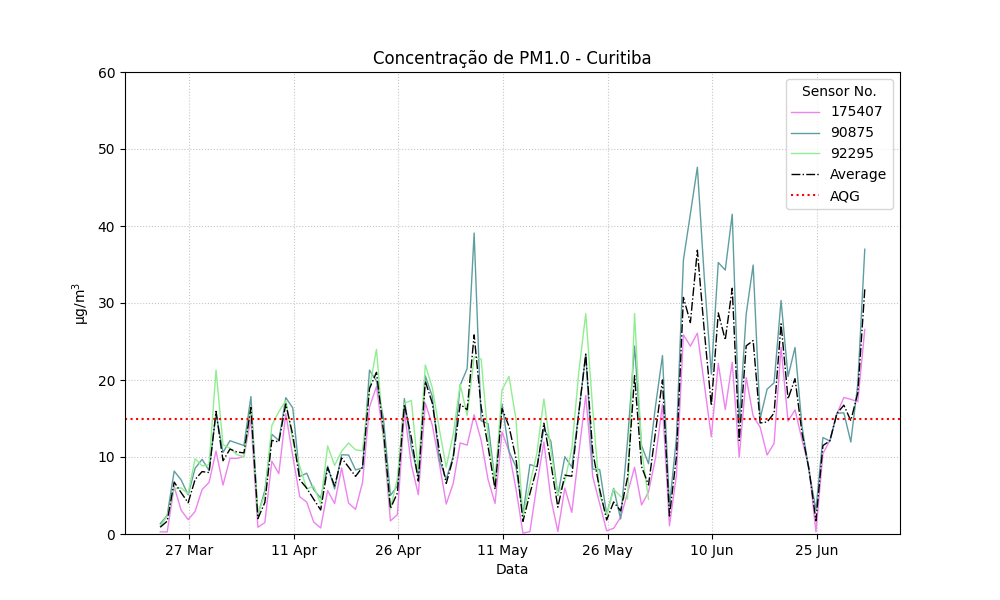 Concentração de PM1.0 - Curitiba
60
50
40
30
20
10
0
µg/m³
Sensor No.
175407
90875
92295
Average
AQG
27 Mar
11 Apr
26 Apr
11 May
26 May
10 Jun
25 Jun
Data